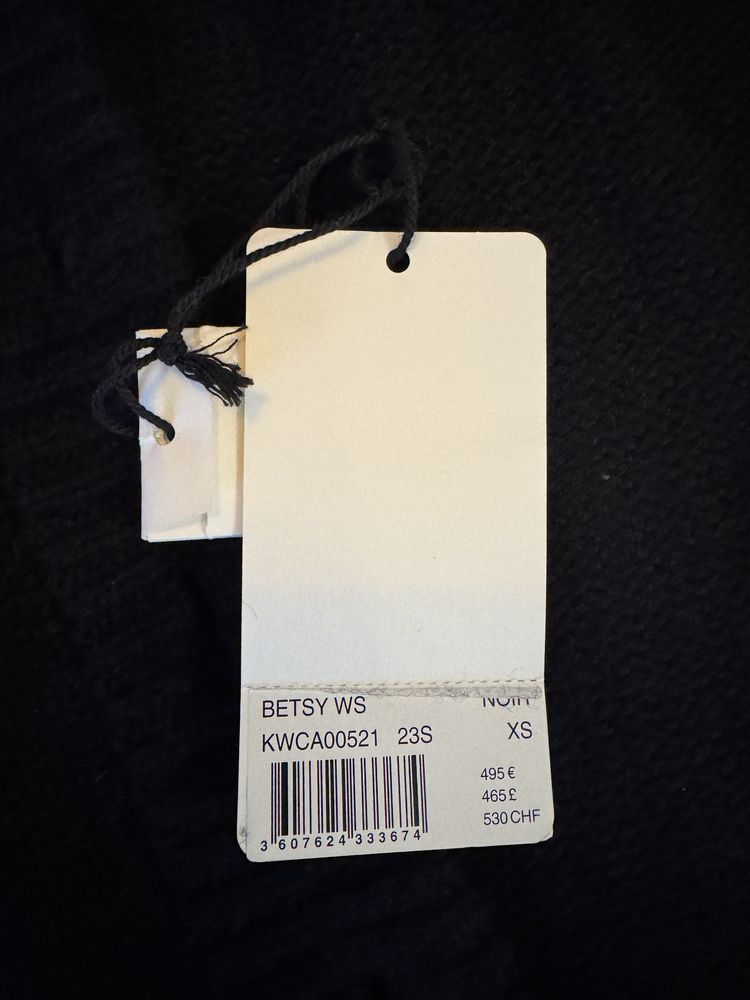 BETSY WS NOIR
KWCA00521 23S XS
495 €
465 £
530 CHF
3 607624 333674